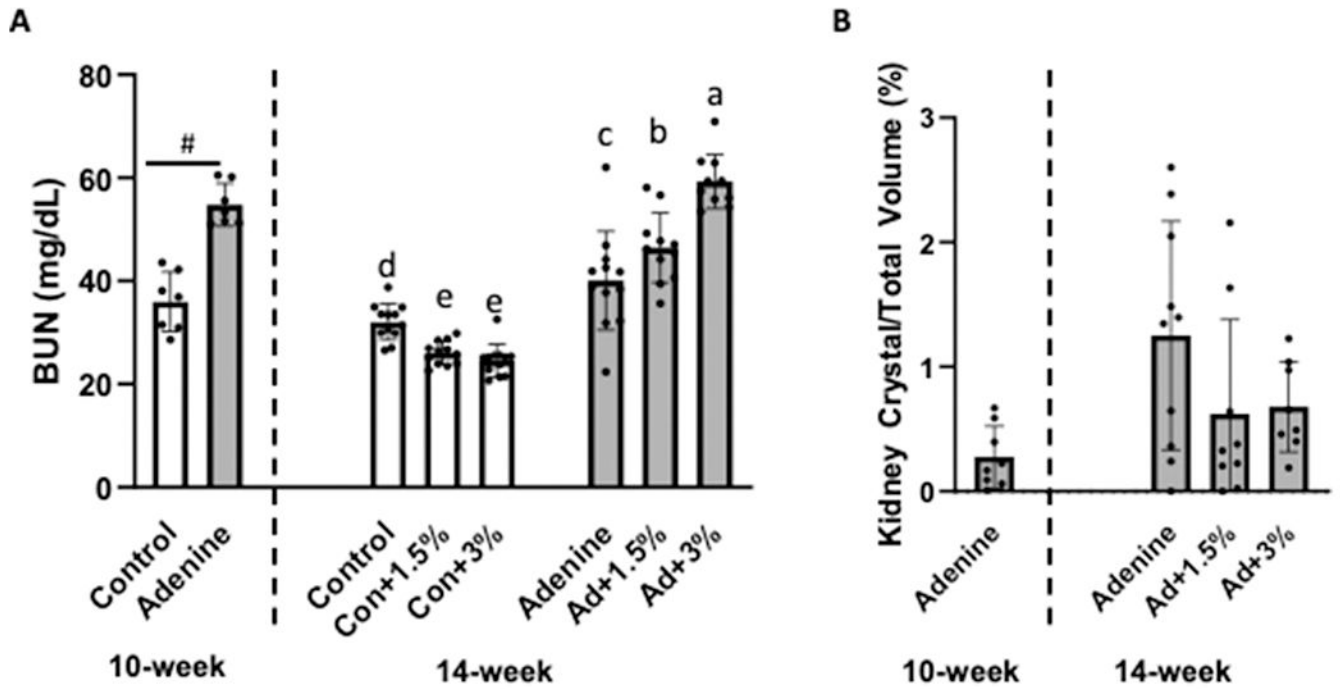 A
BUN (mg/dL)
80
60
40
20
0
#
d
e
e
c
b
a
Control
Adenine
Control
Con+1.5%
Con+3%
Adenine
Ad+1.5%
Ad+3%
10-week
14-week
B
Kidney Crystal/Total Volume (%)
3
2
1
0
Adenine
Adenine
Ad+1.5%
Ad+3%
10-week
14-week